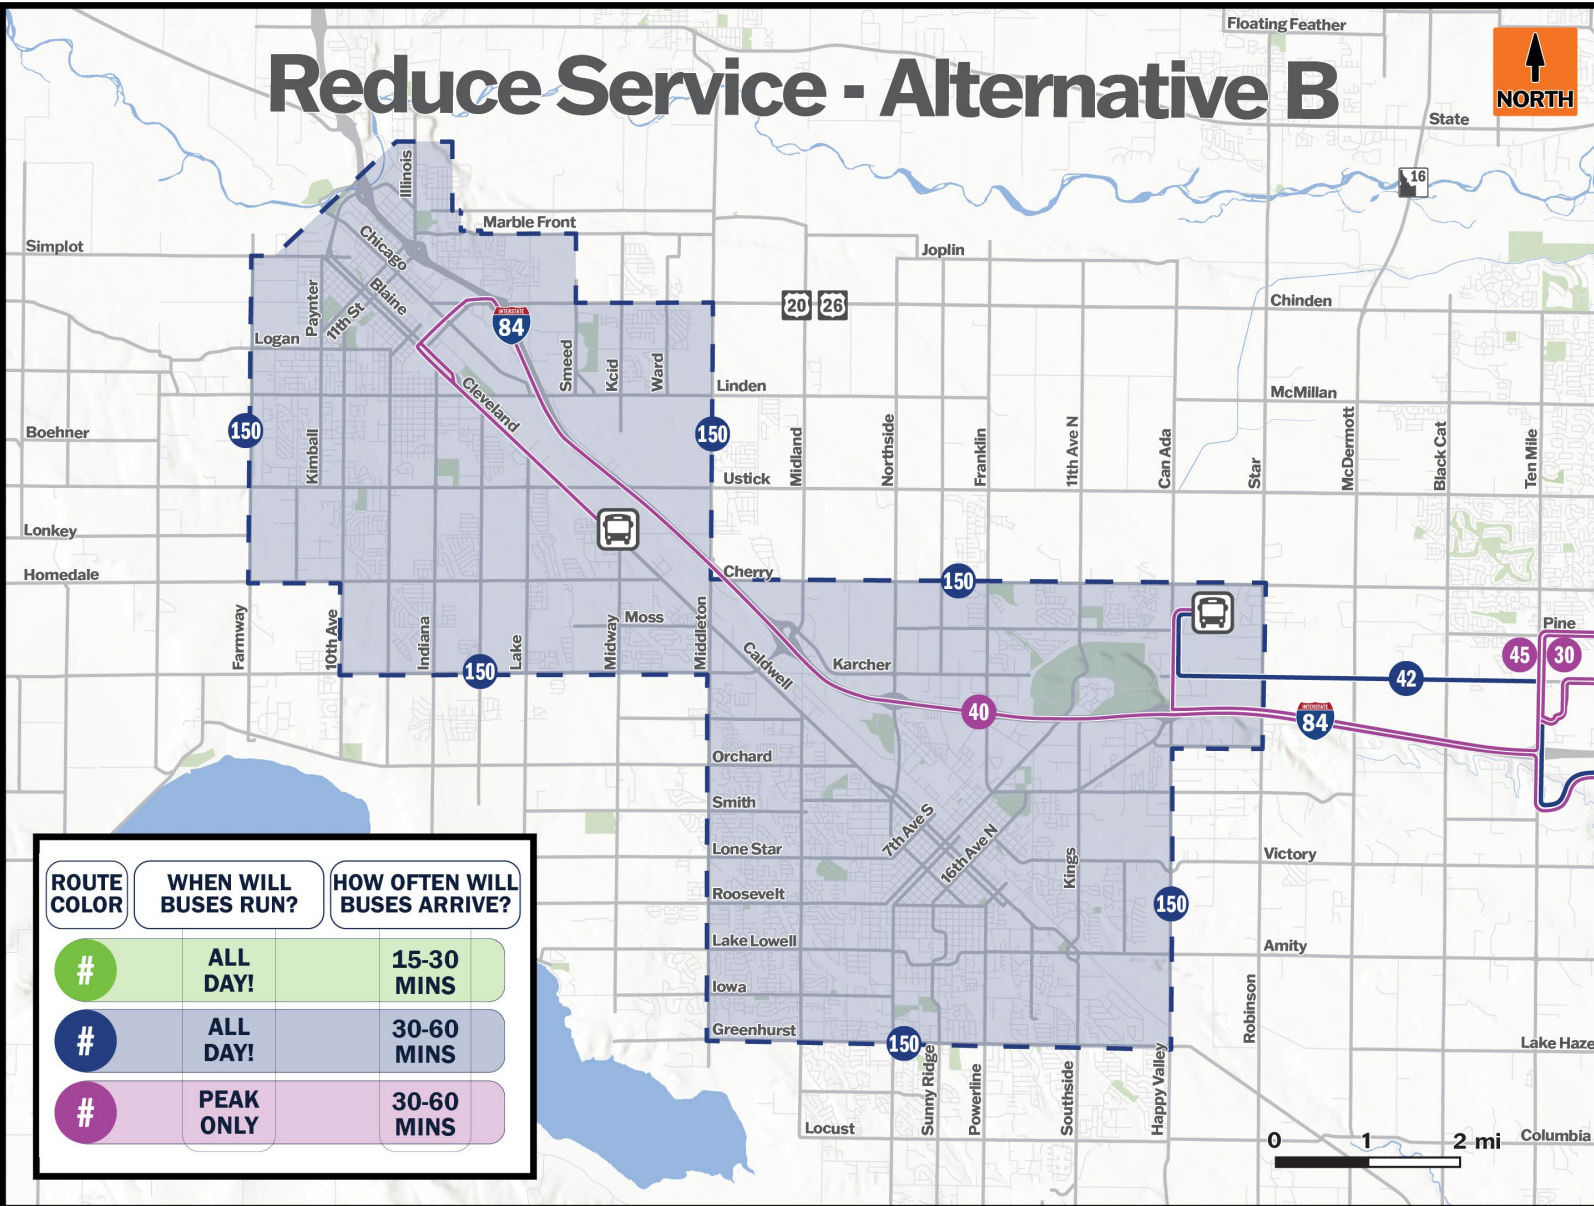 Reduce Service - Alternative B
NORTH
Floating Feather
State
16
Illinois
Marble Front
Simplot
Chicago
Joplin
Paynter
Blaine
11th St
20
26
Chinden
INTERSTATE
84
Logan
Smeed
Kcid
Ward
Linden
McMillan
Cleveland
150
150
Boehner
Kimball
Midland
Northside
Franklin
11th Ave N
Can Ada
Star
McDermott
Black Cat
Ten Mile
Ustick
Lonkey
Homedale
Cherry
150
Farmway
10th Ave
Indiana
Lake
Midway
Moss
Middleton
Pine
45
30
150
Caldwell
Karcher
42
40
INTERSTATE
84
Orchard
Smith
7th Ave S
16th Ave N
Lone Star
Kings
Victory
Roosevelt
150
Lake Lowell
Amity
Iowa
Robinson
Greenhurst
150
Lake Haze
Sunny Ridge
Powerline
Southside
Happy Valley
Locust
Columbia
0 1 2 mi
ROUTE
COLOR
WHEN WILL
BUSES RUN?
HOW OFTEN WILL
BUSES ARRIVE?
#
ALL
DAY!
15-30
MINS
#
ALL
DAY!
30-60
MINS
#
PEAK
ONLY
30-60
MINS